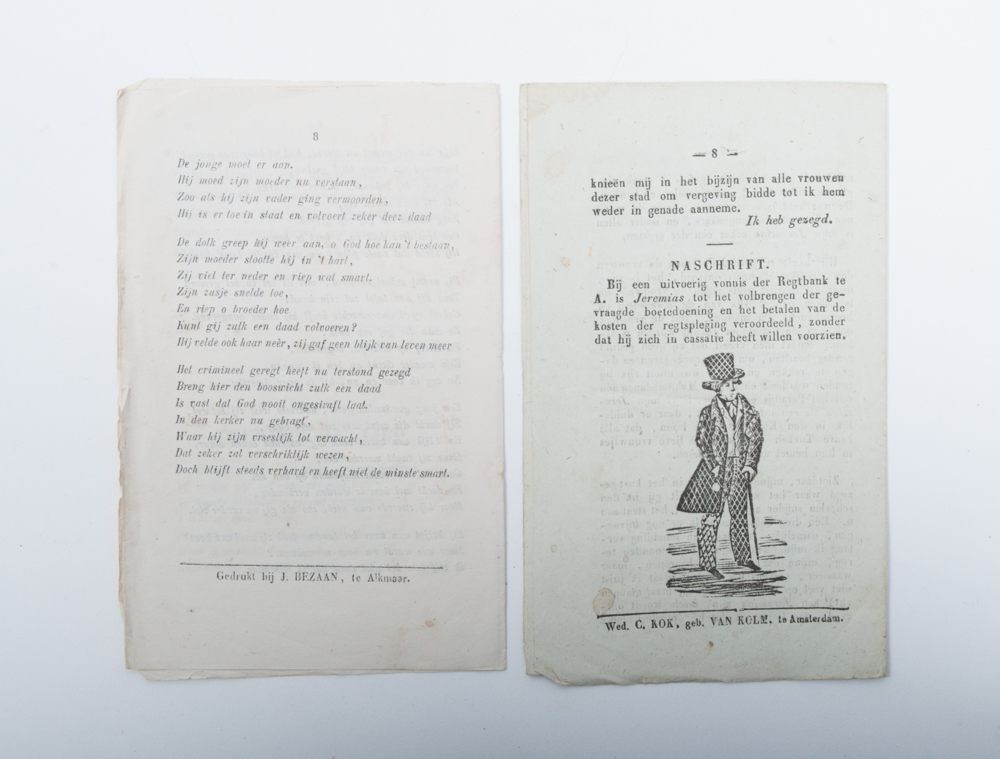 8
De jonge moet er aan.
Hij moed zijn moeder nu verslaan,
Zoo als hij zijn vader ging vermoorden,
Hij is er toe in staat en volvoert zeker deez daad
De dolk greep hij weer aan, o God hoe kan 't bestaan,
Zijn moeder stootte hij in 't hart,
Zij viel ter neder en riep wat smart.
Zijn zusje snelde toe,
En riep o broeder hoe
Kunt gij zulk een daad volvoeren?
Hij velde ook haar neêr, zij gaf geen blijk van leven meer
Het crimineel geregt heeft nu terstond gezegd
Breng hier den booswicht zulk een daad
Is vast dat God nooit ongestraft laat.
In den kerker nu gebragt,
Waar hij zijn vrseslijk tot verwacht,
Dat zeker zal verschriklijk wezen,
Doch blijft steeds verhard en heeft niet de minste smart.
Gedrukt bij J. BEZAAN, te Alkmaar.
— 8 —
knieën mij in het bijzijn van alle vrouwen
dezer stad om vergeving bidde tot ik hem
weder in genade aanneme.
Ik heb gezegd.
NASCHRIFT.
Bij een uitvoerig vonnis der Regtbank te
A. is Jeremias tot het volbrengen der ge-
vraagde boetedoening en het betalen van de
kosten der regtspleging veroordeeld, zonder
dat hij zich in cassatie heeft willen voorzien.
Wed. C. KOK, geb. VAN KOLM, te Amsterdam.